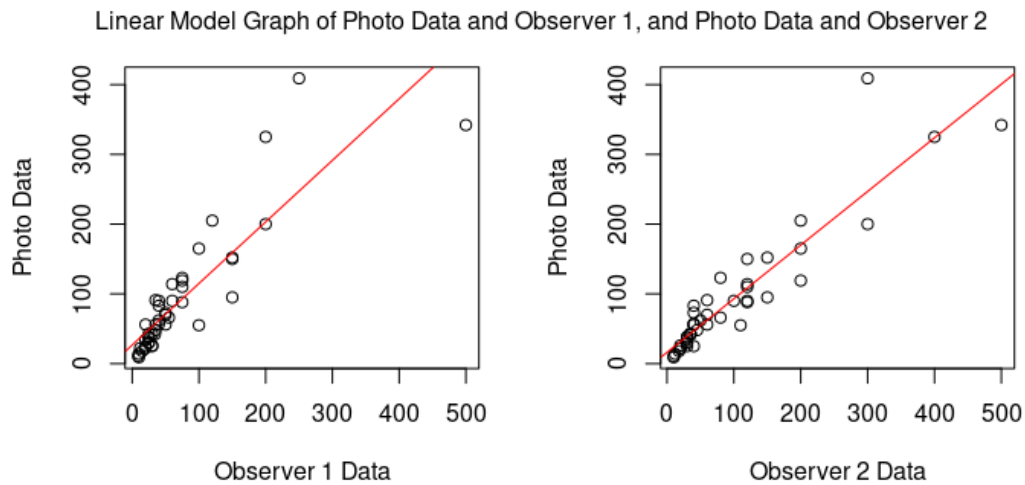 Linear Model Graph of Photo Data and Observer 1, and Photo Data and Observer 2
Photo Data
400
300
200
100
0
0 100 200 300 400 500
Observer 1 Data
Photo Data
400
300
200
100
0
0 100 200 300 400 500
Observer 2 Data